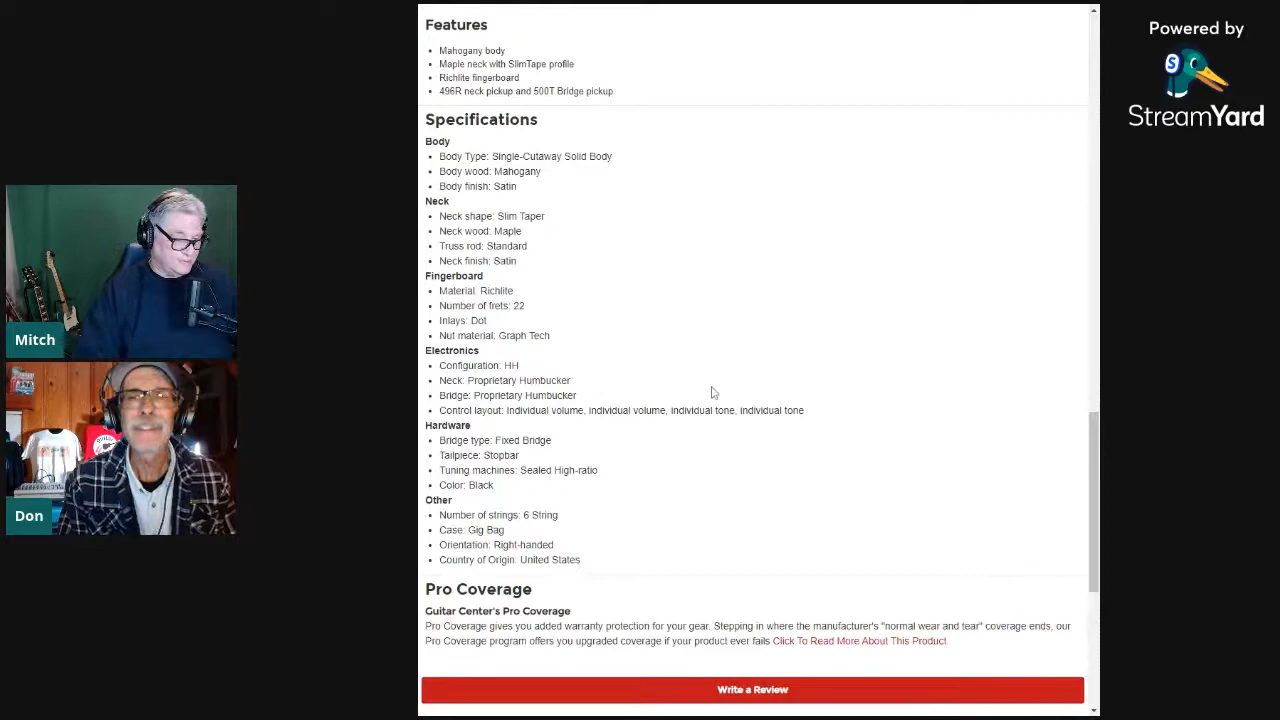 Features
Mahogany body
Maple neck with SlimTape profile
Richlite fingerboard
496R neck pickup and 500T Bridge pickup
Specifications
Body
Body Type: Single-Cutaway Solid Body
Body wood: Mahogany
Body finish: Satin
Neck
Neck shape: Slim Taper
Neck wood: Maple
Truss rod: Standard
Neck finish: Satin
Fingerboard
Material: Richlite
Number of frets: 22
Inlays: Dot
Nut material: Graph Tech
Electronics
Configuration: HH
Neck: Proprietary Humbucker
Bridge: Proprietary Humbucker
Control layout: Individual volume, individual volume, individual tone, individual tone
Hardware
Bridge type: Fixed Bridge
Tailpiece: Stopbar
Tuning machines: Sealed High-ratio
Color: Black
Other
Number of strings: 6 String
Case: Gig Bag
Orientation: Right-handed
Country of Origin: United States
Pro Coverage
Guitar Center's Pro Coverage
Pro Coverage gives you added warranty protection for your gear. Stepping in where the manufacturer's "normal wear and tear" coverage ends, our
Pro Coverage program offers you upgraded coverage if your product ever fails Click To Read More About This Product.
Write a Review
Powered by
S
StreamYard
Mitch
Don